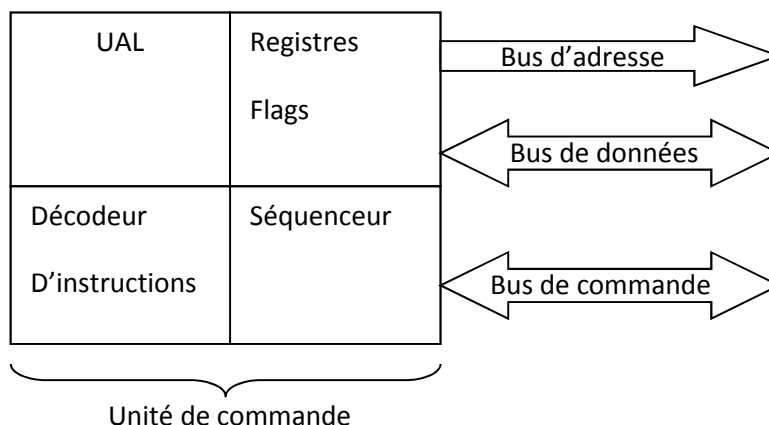 UAL
Registres
Flags
Décodeur
D’instructions
Séquenceur
Bus d’adresse
Bus de données
Bus de commande
Unité de commande